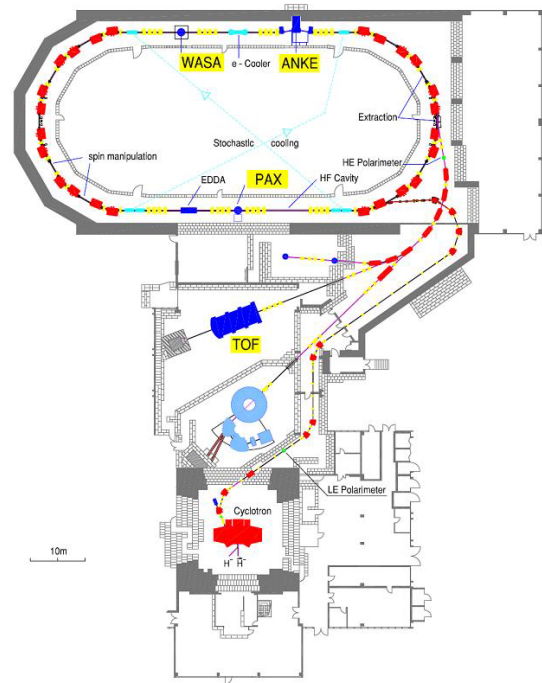 WASA
e - Cooler
ANKE
Extraction
Stochastic cooling
HE Polarimeter
spin manipulation
EDDA
PAX
HF Cavity
TOF
LE Polarimeter
Cyclotron
10m
H⁻ H⁻